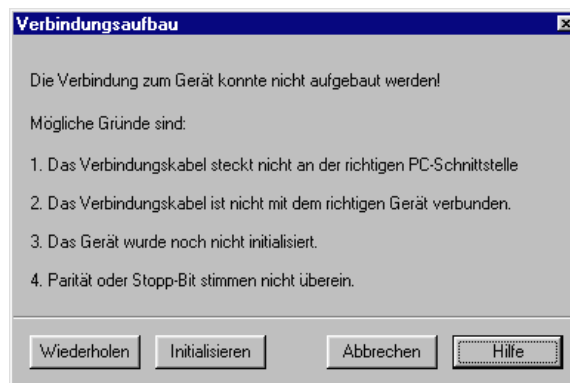 Verbindungsaufbau
Die Verbindung zum Gerät konnte nicht aufgebaut werden!
Mögliche Gründe sind:
1. Das Verbindungskabel steckt nicht an der richtigen PC-Schnittstelle
2. Das Verbindungskabel ist nicht mit dem richtigen Gerät verbunden.
3. Das Gerät wurde noch nicht initialisiert.
4. Parität oder Stopp-Bit stimmen nicht überein.
Wiederholen Initialisieren Abbrechen Hilfe